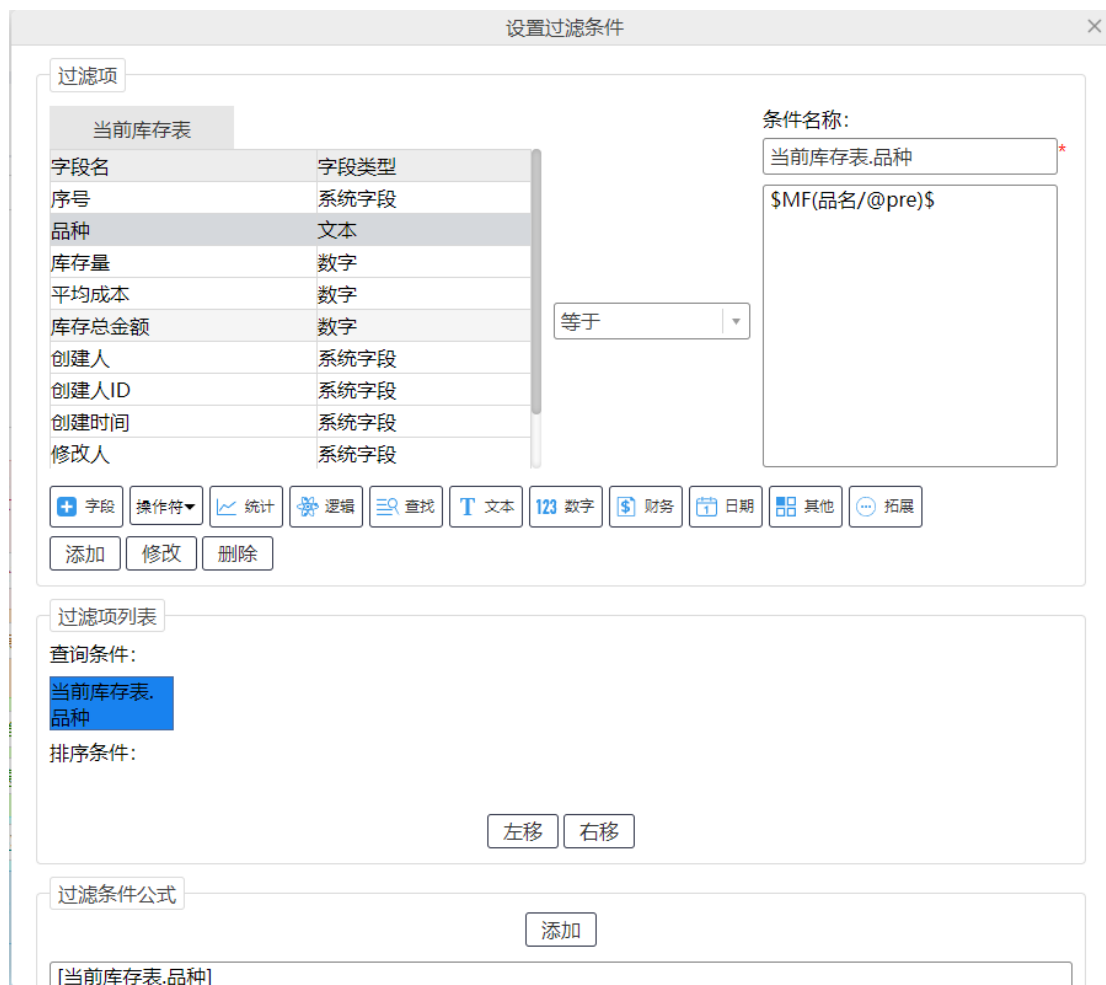 设置过滤条件
过滤项
当前库存表
字段名 字段类型
序号 系统字段
品种 文本
库存量 数字
平均成本 数字
库存总金额 数字
创建人 系统字段
创建人ID 系统字段
创建时间 系统字段
修改人 系统字段
等于
条件名称:
当前库存表.品种 *
$MF(品名/@pre)$
字段 操作符 统计 逻辑 查找 T 文本 123 数字 $ 财务 1 日期 其他 拓展
添加 修改 删除
过滤项列表
查询条件:
当前库存表.
品种
排序条件:
左移 右移
过滤条件公式
添加
[当前库存表.品种]